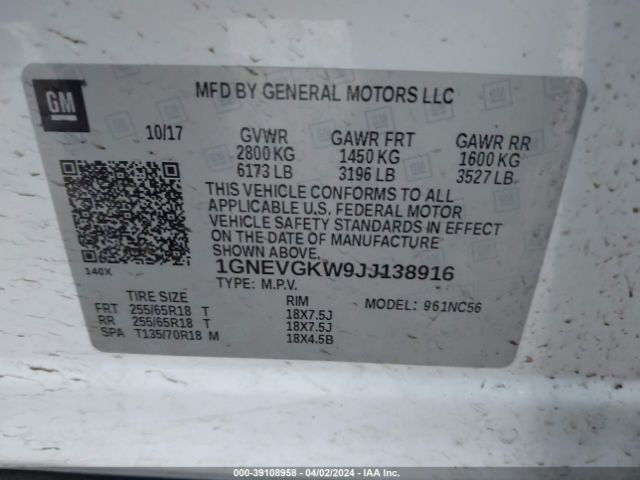 GM
MFD BY GENERAL MOTORS LLC
10/17 GVWR GAWR FRT GAWR RR
2800 KG 1450 KG 1600 KG
6173 LB 3196 LB 3527 LB
THIS VEHICLE CONFORMS TO ALL
APPLICABLE U.S. FEDERAL MOTOR
VEHICLE SAFETY STANDARDS IN EFFECT
ON THE DATE OF MANUFACTURE
SHOWN ABOVE.
140X
1GNEVGKW9JJ138916
TYPE: M.P.V. MODEL: 961NC56
TIRE SIZE RIM
FRT 255/65R18 T 18X7.5J
RR 255/65R18 T 18X7.5J
SPA T135/70R18 M 18X4.5B
000-39108958 - 04/02/2024 - IAA Inc.